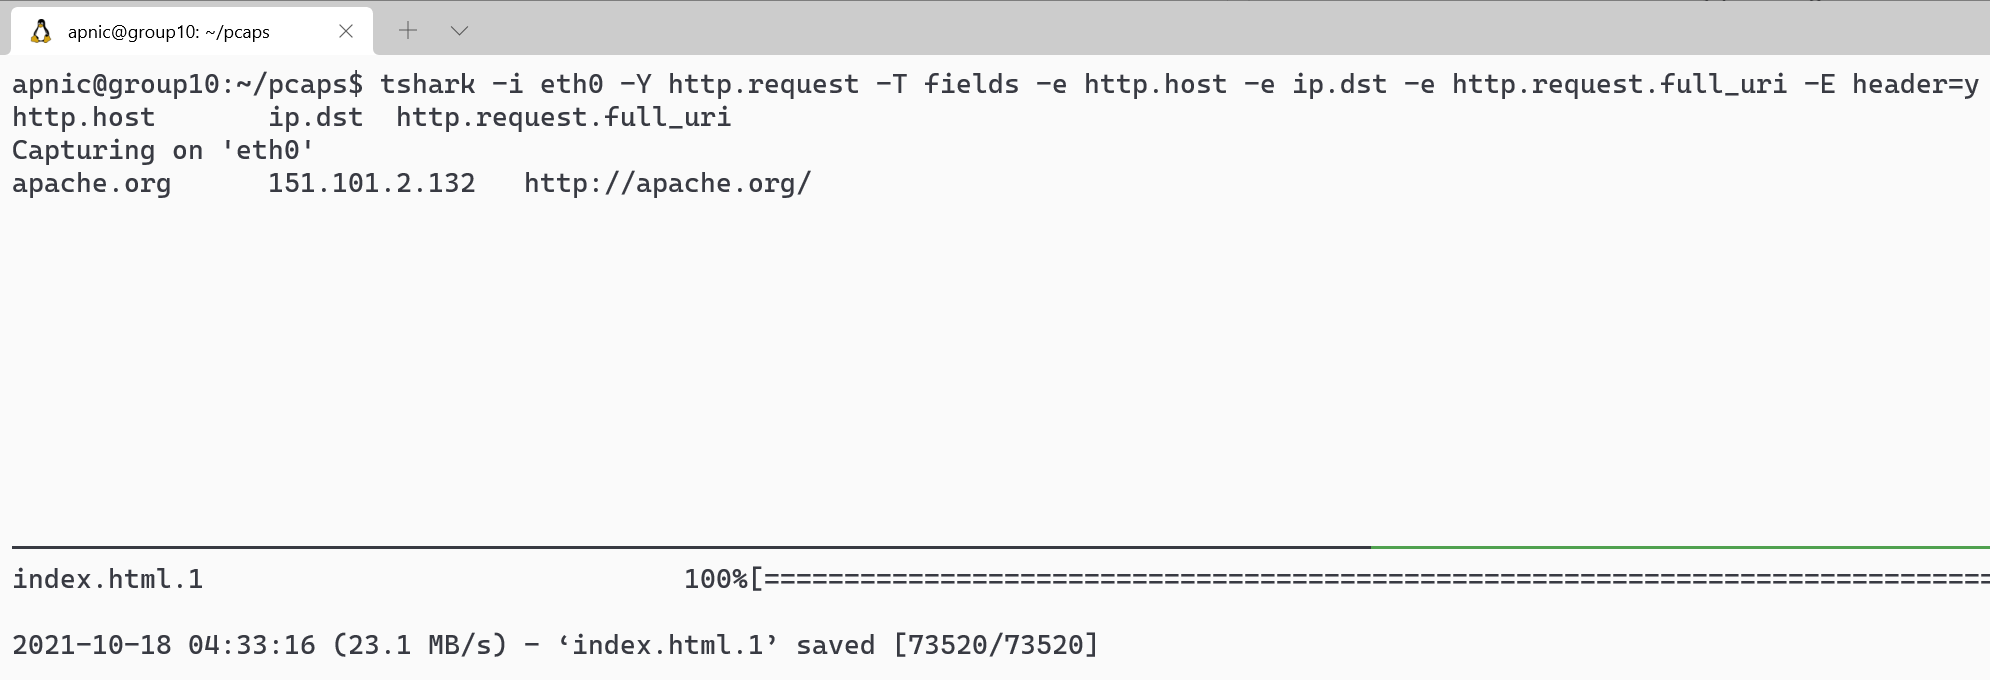 apnic@group10: ~/pcaps
apnic@group10:~/pcaps$ tshark -i eth0 -Y http.request -T fields -e http.host -e ip.dst -e http.request.full_uri -E header=y
http.host       ip.dst  http.request.full_uri
Capturing on 'eth0'
apache.org      151.101.2.132   http://apache.org/
index.html.1                              100%[=============================================================================
2021-10-18 04:33:16 (23.1 MB/s) - ‘index.html.1’ saved [73520/73520]